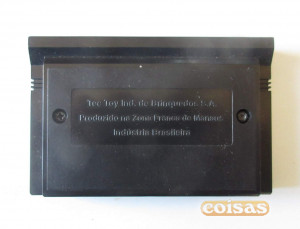 Tec Toy Ind. de Brinquedos S.A.
Produzido na Zona Franca de Manaus
Indústria Brasileira
coisas